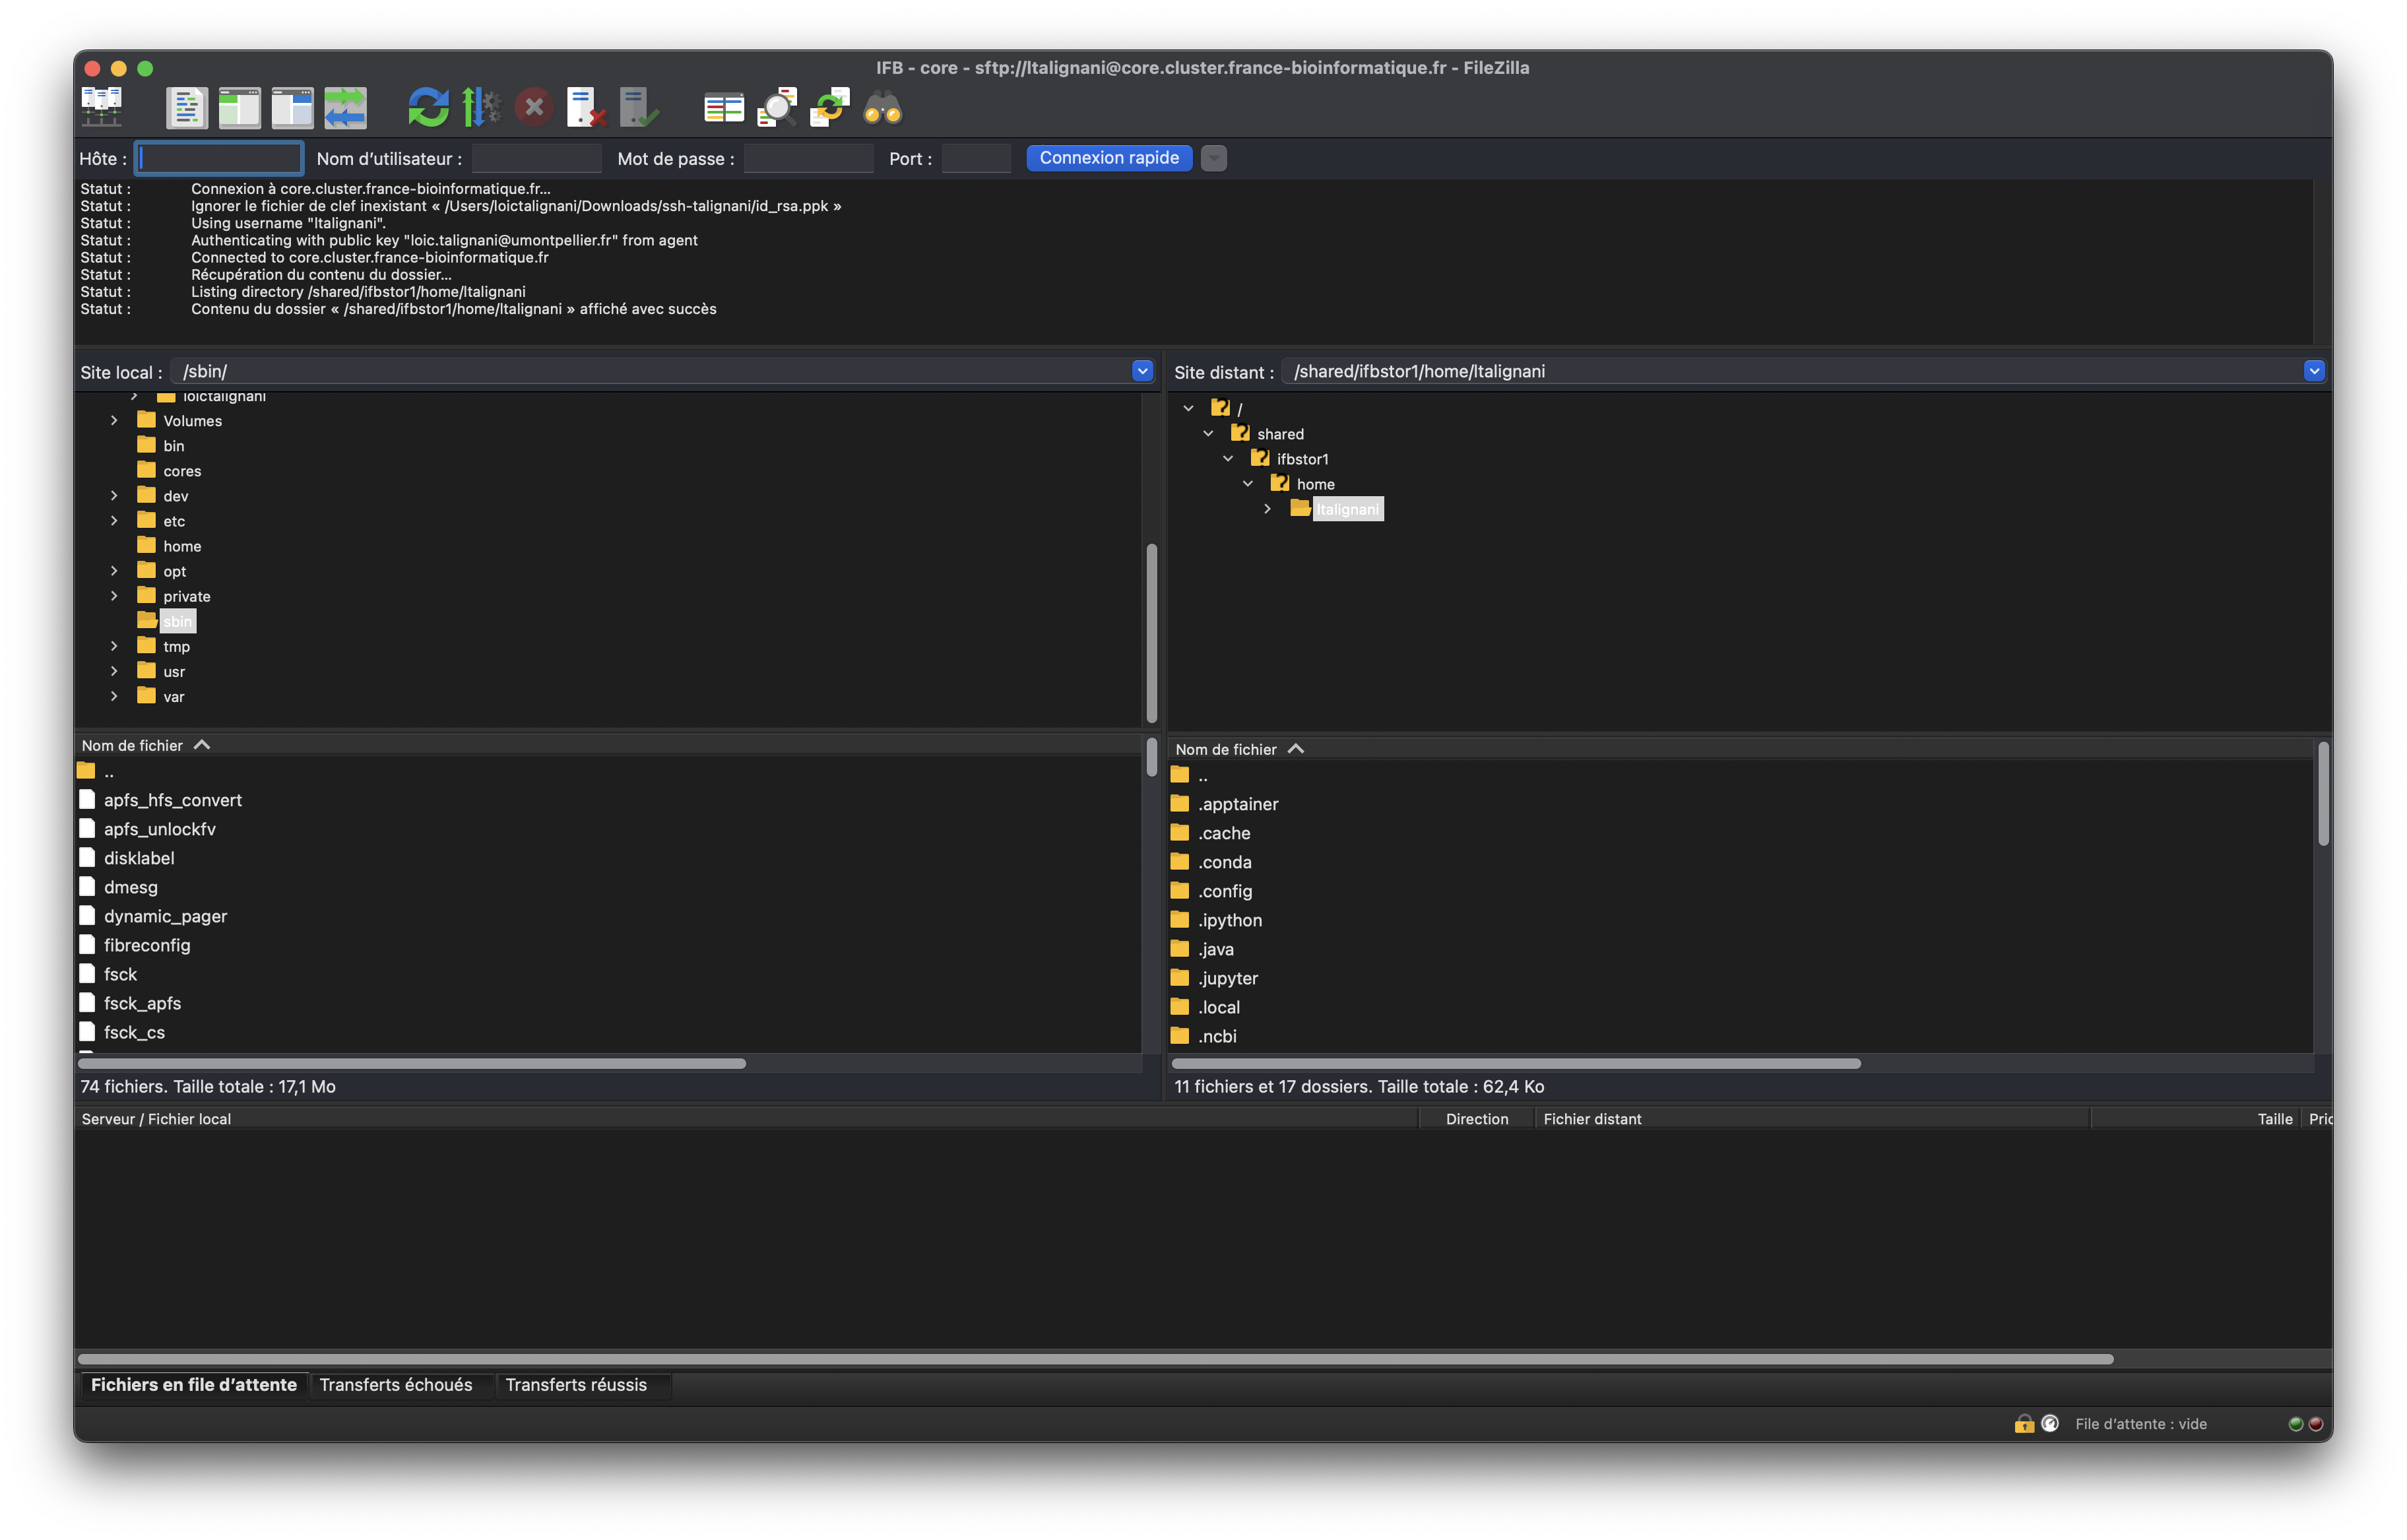 IFB - core - sftp://ltalignani@core.cluster.france-bioinformatique.fr - FileZilla
Hôte : Nom d’utilisateur : Mot de passe : Port : Connexion rapide
Statut : Connexion à core.cluster.france-bioinformatique.fr...
Statut : Ignorer le fichier de clef inexistant « /Users/loictalignani/Downloads/ssh-talignani/id_rsa.ppk »
Statut : Using username "ltalignani".
Statut : Authenticating with public key "loic.talignani@umontpellier.fr" from agent
Statut : Connected to core.cluster.france-bioinformatique.fr
Statut : Récupération du contenu du dossier...
Statut : Listing directory /shared/ifbstor1/home/ltalignani
Statut : Contenu du dossier « /shared/ifbstor1/home/ltalignani » affiché avec succès
Site local : /sbin/
loictalignani
Volumes
bin
cores
dev
etc
home
opt
private
sbin
tmp
usr
var
Nom de fichier
..
apfs_hfs_convert
apfs_unlockfv
disklabel
dmesg
dynamic_pager
fibreconfig
fsck
fsck_apfs
fsck_cs
74 fichiers. Taille totale : 17,1 Mo
Site distant : /shared/ifbstor1/home/ltalignani
/
shared
ifbstor1
home
ltalignani
Nom de fichier
..
.apptainer
.cache
.conda
.config
.ipython
.java
.jupyter
.local
.ncbi
11 fichiers et 17 dossiers. Taille totale : 62,4 Ko
Serveur / Fichier local Direction Fichier distant Taille Pric
Fichiers en file d’attente Transferts échoués Transferts réussis
File d’attente : vide